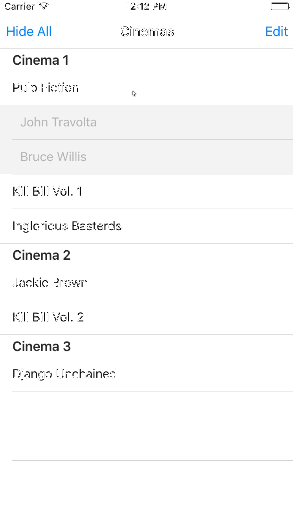 Carrier 2:12 PM
Hide All Cinemas Edit
Cinema 1
Pulp Fiction
John Travolta
Bruce Willis
Kill Bill Vol. 1
Inglorious Basterds
Cinema 2
Jackie Brown
Kill Bill Vol. 2
Cinema 3
Django Unchained